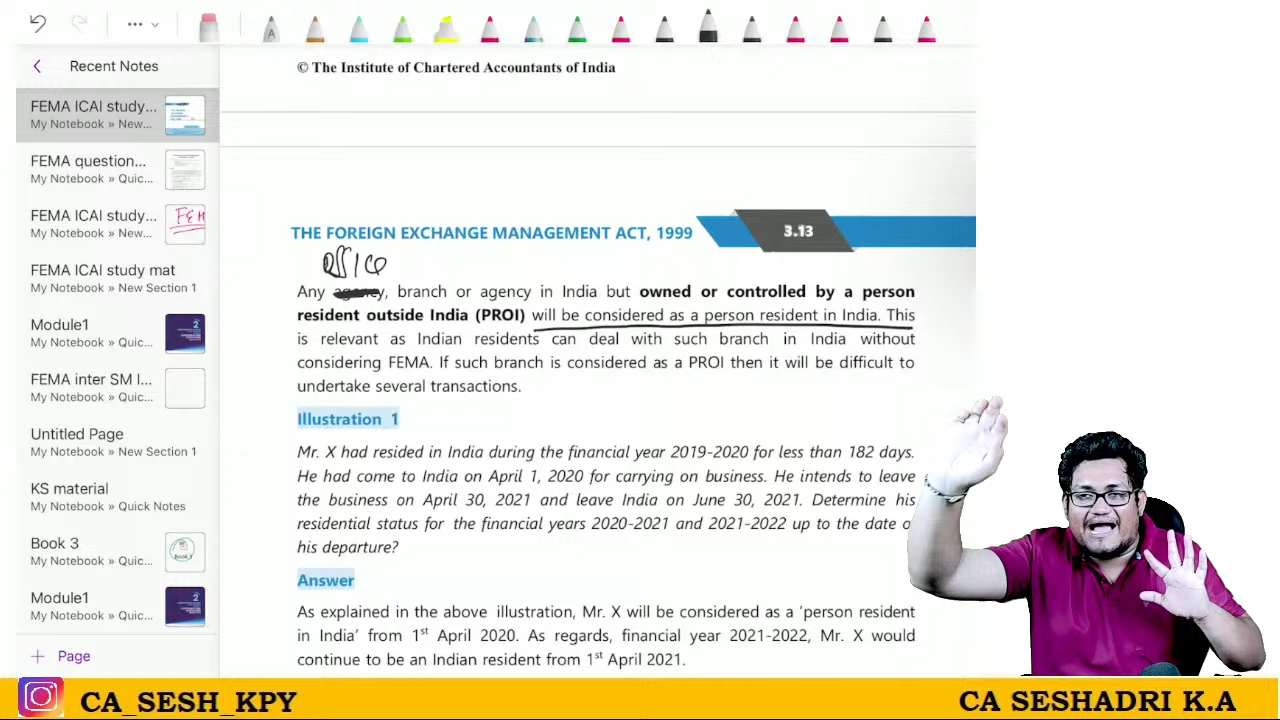 A
Recent Notes
© The Institute of Chartered Accountants of India
FEMA ICAI study...
My Notebook » New...
FEMA question...
My Notebook » Quic...
FEMA ICAI study...
My Notebook » New...
FEM
FEMA ICAI study mat
My Notebook » New Section 1
Module1
My Notebook » Quic...
2
FEMA inter SM I...
My Notebook » Quic...
Untitled Page
My Notebook » New Section 1
KS material
My Notebook » Quick Notes
Book 3
My Notebook » Quic...
Book 3
Module1
My Notebook » Quic...
2
+ Page
THE FOREIGN EXCHANGE MANAGEMENT ACT, 1999
3.13
office
Any agency, branch or agency in India but owned or controlled by a person
resident outside India (PROI) will be considered as a person resident in India. This
is relevant as Indian residents can deal with such branch in India without
considering FEMA. If such branch is considered as a PROI then it will be difficult to
undertake several transactions.
Illustration 1
Mr. X had resided in India during the financial year 2019-2020 for less than 182 days.
He had come to India on April 1, 2020 for carrying on business. He intends to leave
the business on April 30, 2021 and leave India on June 30, 2021. Determine his
residential status for the financial years 2020-2021 and 2021-2022 up to the date o
his departure?
Answer
As explained in the above illustration, Mr. X will be considered as a 'person resident
in India' from 1st April 2020. As regards, financial year 2021-2022, Mr. X would
continue to be an Indian resident from 1st April 2021.
CA_SESH_KPY
CA SESHADRI K.A